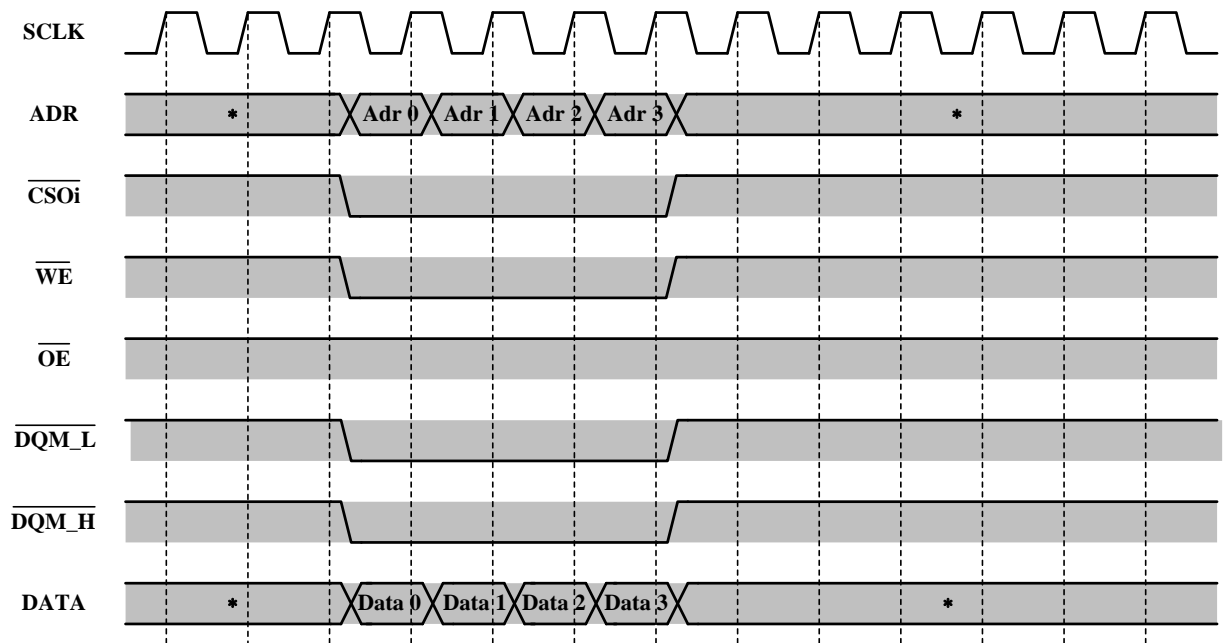 SCLK
ADR * Adr 0 Adr 1 Adr 2 Adr 3 *
CSOi
WE
OE
DQM_L
DQM_H
DATA * Data 0 Data 1 Data 2 Data 3 *